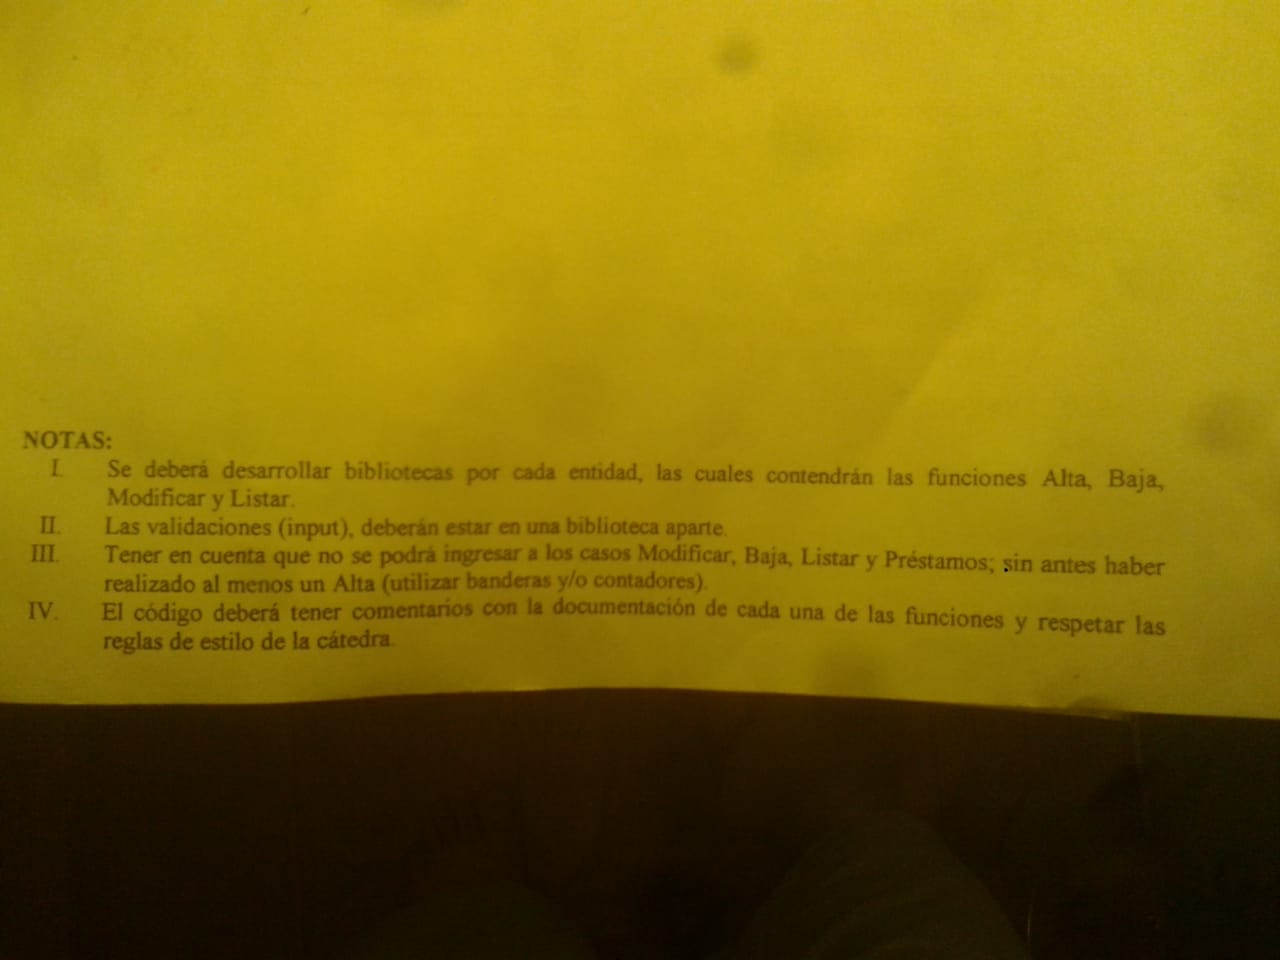 NOTAS:
I. Se deberá desarrollar bibliotecas por cada entidad, las cuales contendrán las funciones Alta, Baja,
Modificar y Listar.
II. Las validaciones (input), deberán estar en una biblioteca aparte.
III. Tener en cuenta que no se podrá ingresar a los casos Modificar, Baja, Listar y Préstamos; sin antes haber
realizado al menos un Alta (utilizar banderas y/o contadores).
IV. El código deberá tener comentarios con la documentación de cada una de las funciones y respetar las
reglas de estilo de la cátedra.